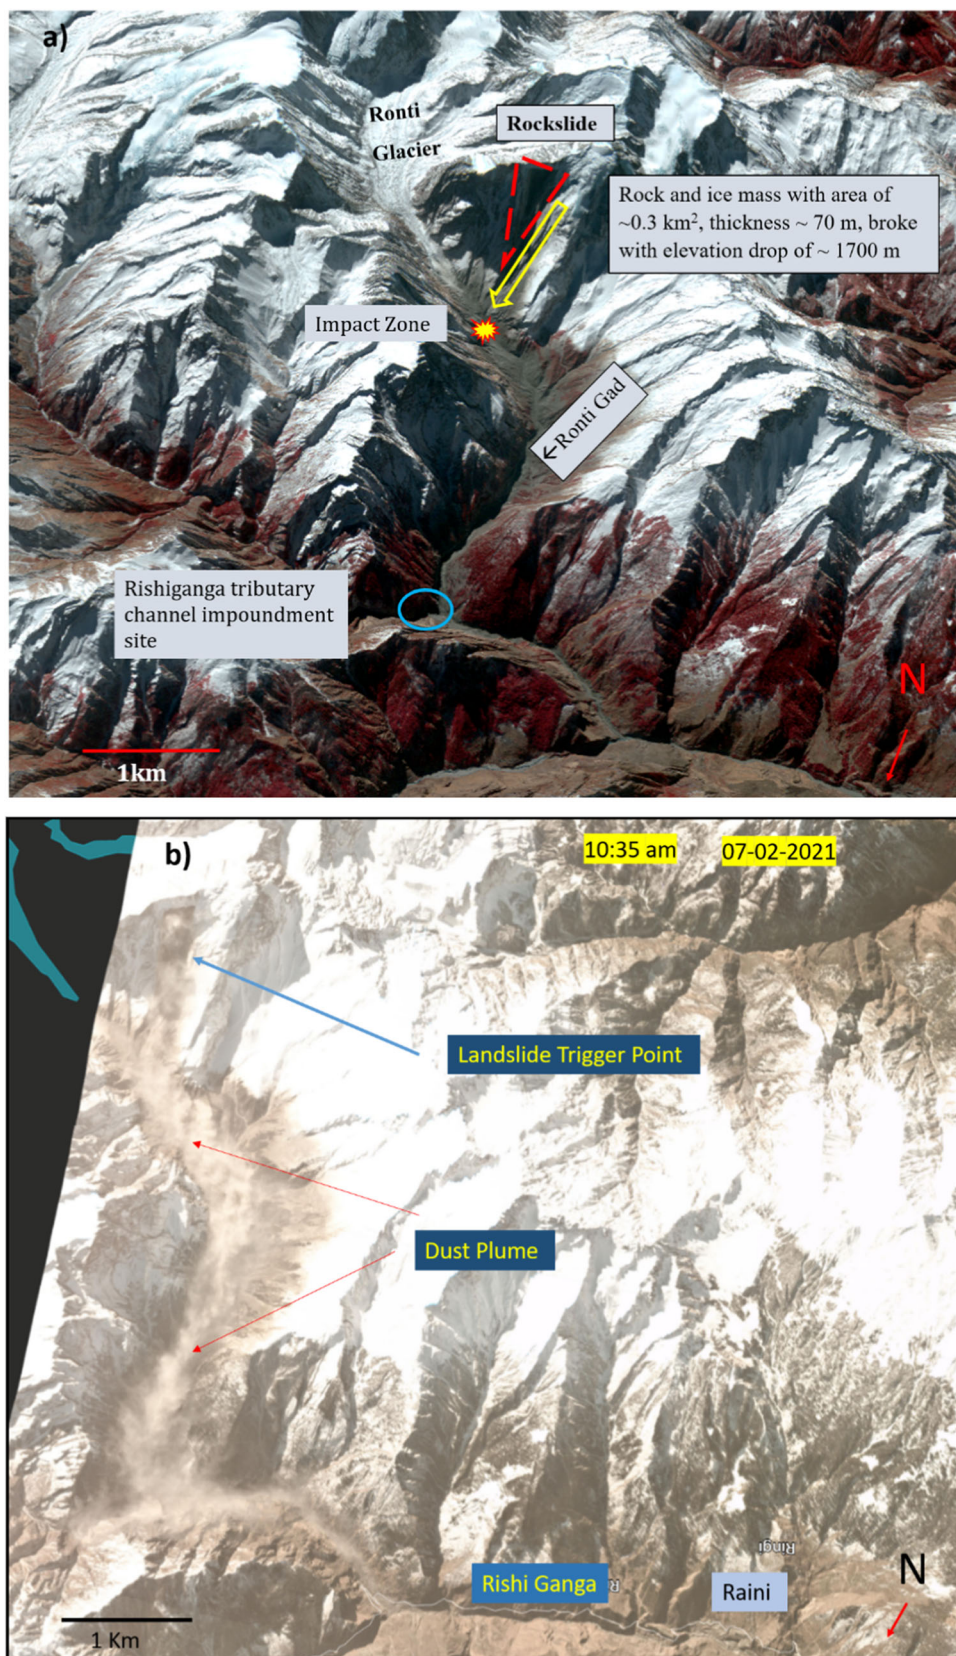 a)
Ronti
Glacier
Rockslide
Rock and ice mass with area of
~0.3 km², thickness ~ 70 m, broke
with elevation drop of ~ 1700 m
Impact Zone
←Ronti Gad
Rishiganga tributary
channel impoundment
site
N
1km
b)
10:35 am 07-02-2021
Landslide Trigger Point
Dust Plume
Ringi
Rishi Ganga
Raini
N
1 Km